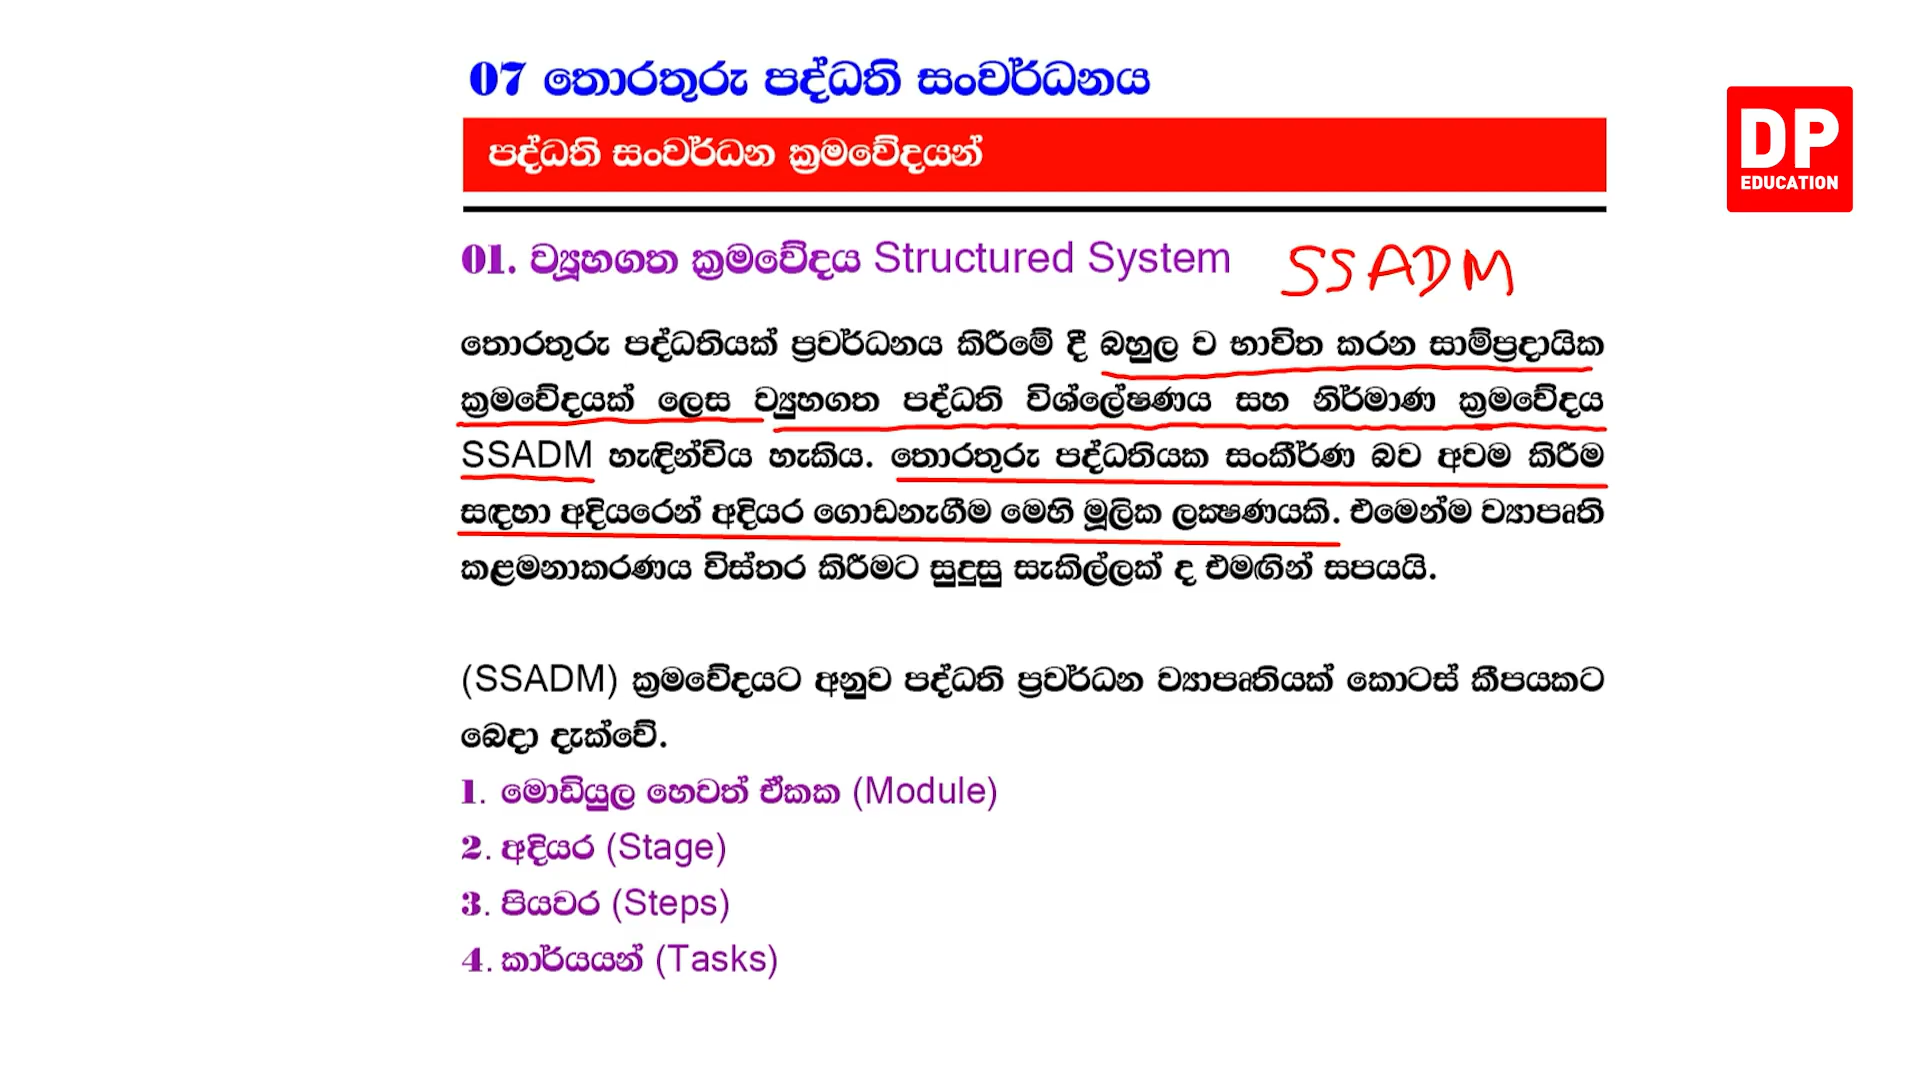 07 තොරතුරු පද්ධති සංවර්ධනය
DP
EDUCATION
පද්ධති සංවර්ධන ක්‍රමවේදයන්
01. ව්‍යූහගත ක්‍රමවේදය Structured System
SSADM
තොරතුරු පද්ධතියක් ප්‍රවර්ධනය කිරීමේ දී බහුල ව භාවිත කරන සාම්ප්‍රදායික
ක්‍රමවේදයක් ලෙස ව්‍යුහගත පද්ධති විශ්ලේෂණය සහ නිර්මාණ ක්‍රමවේදය
SSADM හැඳින්විය හැකිය. තොරතුරු පද්ධතියක සංකීර්ණ බව අවම කිරීම
සඳහා අදියරෙන් අදියර ගොඩනැගීම මෙහි මූලික ලක්‍ෂණයකි. එමෙන්ම ව්‍යාපෘති
කළමනාකරණය විස්තර කිරීමට සුදුසු සැකිල්ලක් ද එමඟින් සපයයි.
(SSADM) ක්‍රමවේදයට අනුව පද්ධති ප්‍රවර්ධන ව්‍යාපෘතියක් කොටස් කීපයකට
බෙදා දැක්වේ.
1. මොඩියුල හෙවත් ඒකක (Module)
2. අදියර (Stage)
3. පියවර (Steps)
4. කාර්යයන් (Tasks)